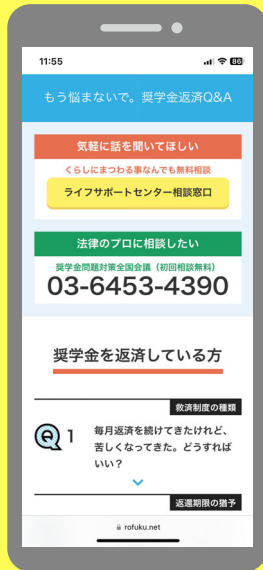 11:55
86
もう悩まないで。奨学金返済Q&A
気軽に話を聞いてほしい
くらしにまつわる事なんでも無料相談
ライフサポートセンター相談窓口
法律のプロに相談したい
奨学金問題対策全国会議（初回相談無料）
03-6453-4390
奨学金を返済している方
救済制度の種類
Q 1
毎月返済を続けてきたけれど、
苦しくなってきた。どうすれば
いい？
返還期限の猶予
rofuku.net